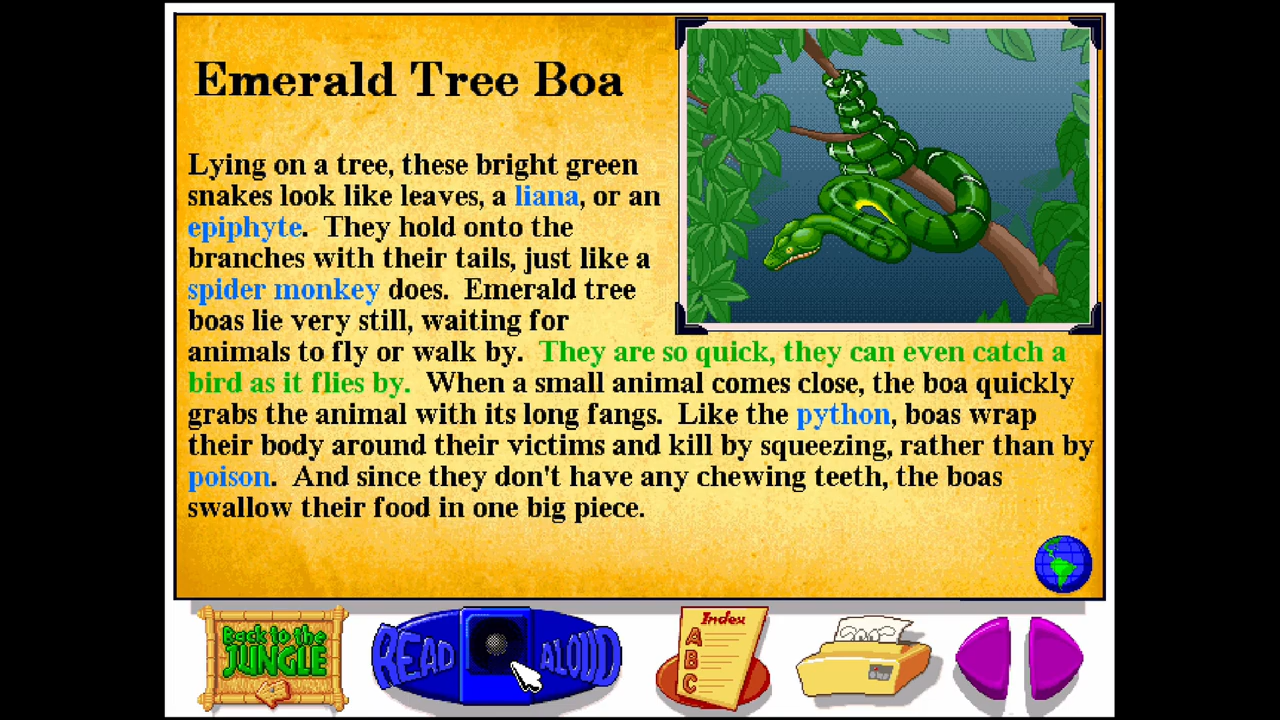 Emerald Tree Boa
Lying on a tree, these bright green
snakes look like leaves, a liana, or an
epiphyte.  They hold onto the
branches with their tails, just like a
spider monkey does.  Emerald tree
boas lie very still, waiting for
animals to fly or walk by.  They are so quick, they can even catch a
bird as it flies by.  When a small animal comes close, the boa quickly
grabs the animal with its long fangs.  Like the python, boas wrap
their body around their victims and kill by squeezing, rather than by
poison.  And since they don't have any chewing teeth, the boas
swallow their food in one big piece.
Back to the
JUNGLE
READ ALOUD
Index
A
B
C